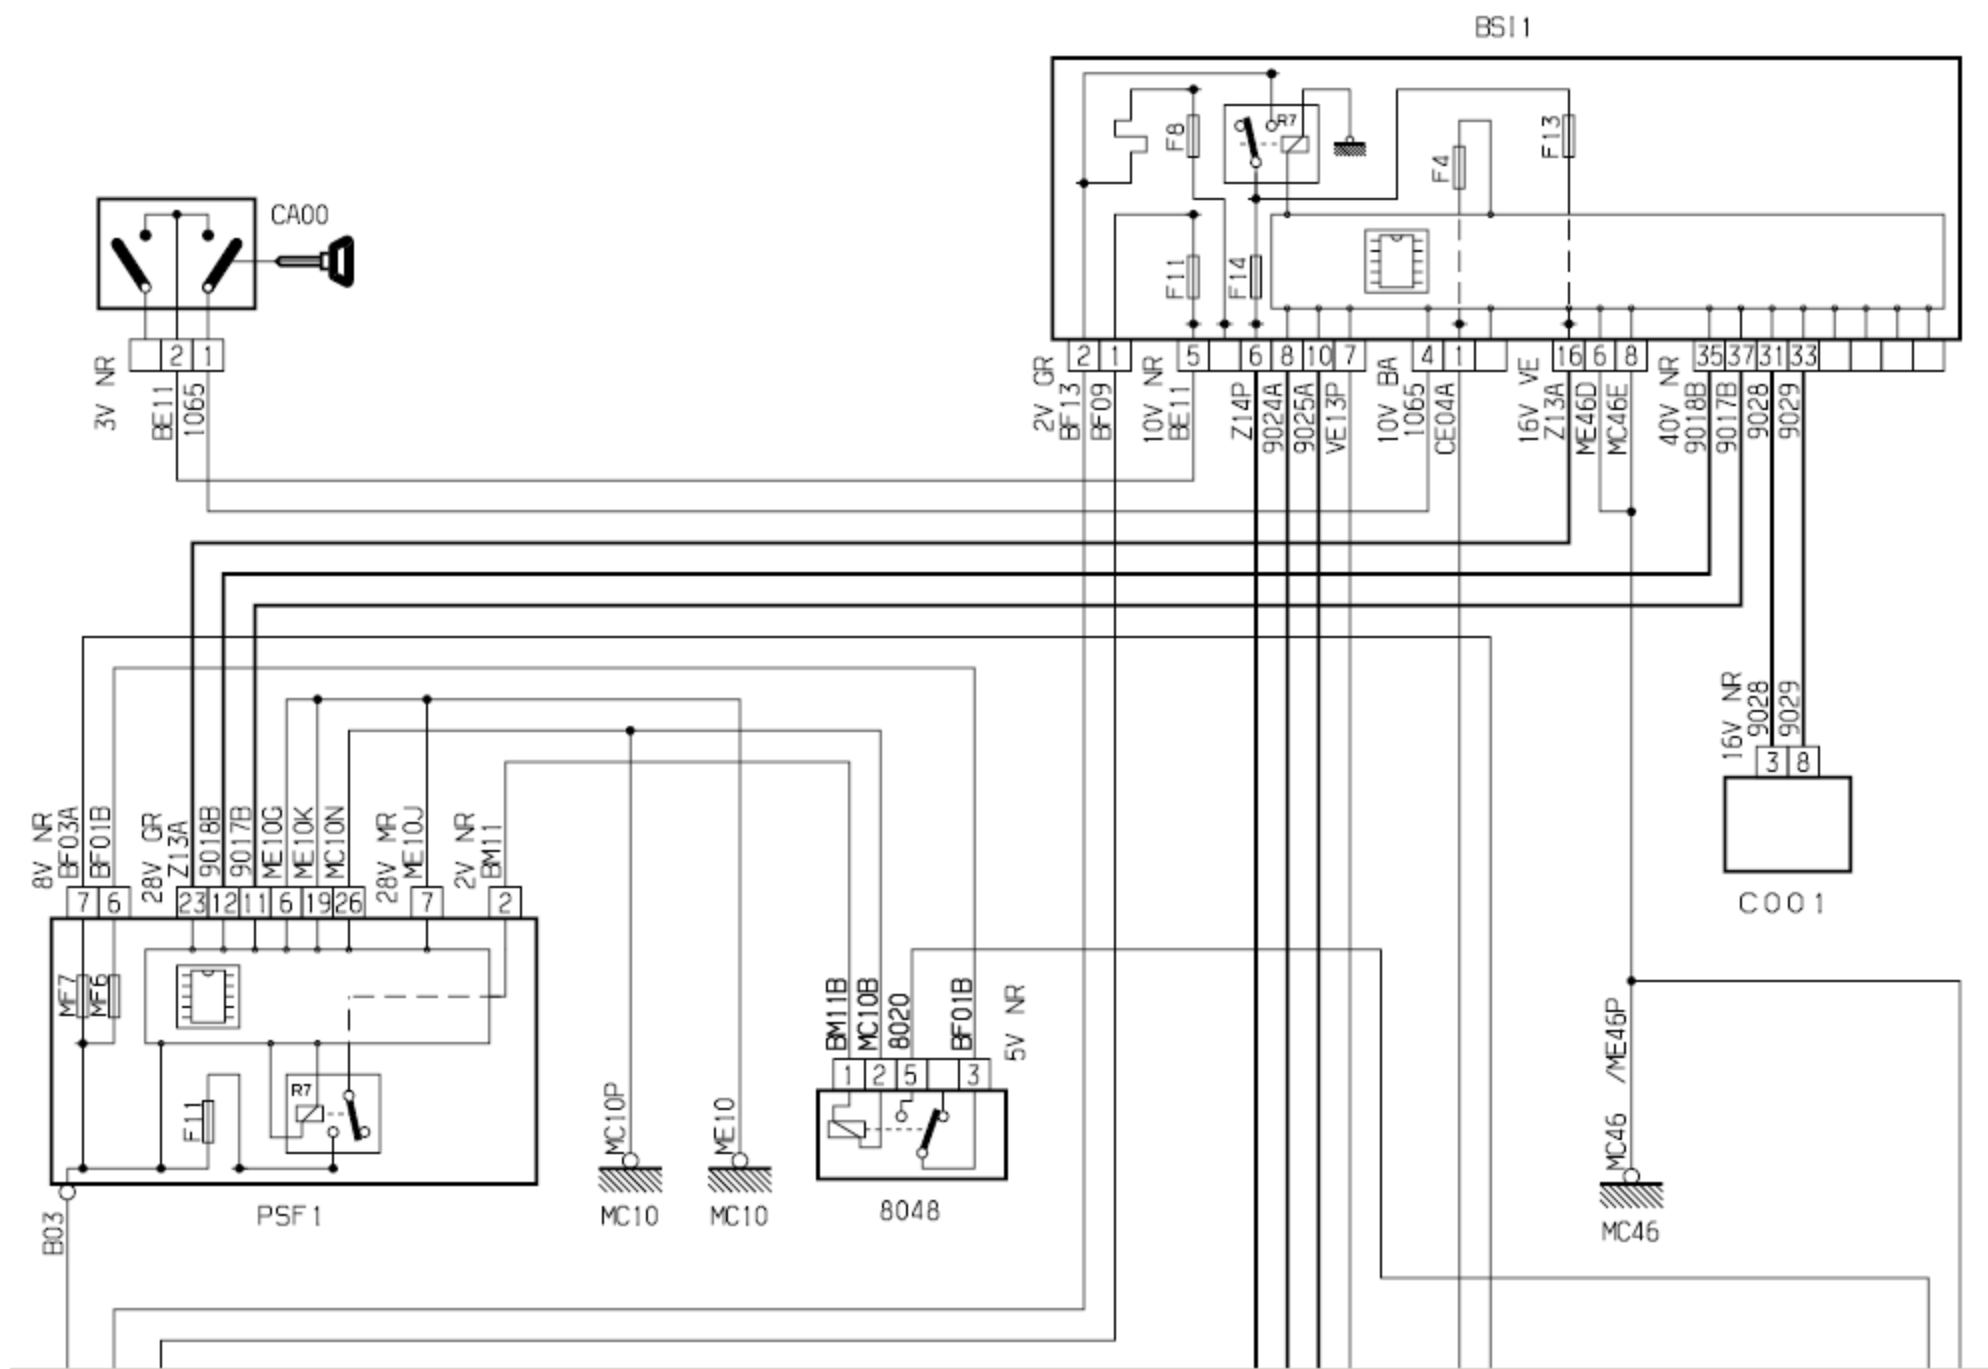 BSI1
R7
F8
F4
F13
CA00
F11
F14
2 1 5 6 8 10 7 4 1 16 6 8 35 37 31 33
2 1
3V NR
BE11
1065
2V GR
BF13
BF09
10V NR
BE11
Z14P
9024A
9025A
VE13P
10V BA
1065
CE04A
16V VE
Z13A
ME46D
MC46E
40V NR
9018B
9017B
9028
9029
16V NR
9028
9029
3 8
C001
8V NR
BF03A
BF01B
28V GR
Z13A
9018B
9017B
ME10G
ME10K
MC10N
28V MR
ME10J
2V NR
BM11
7 6 23 12 11 6 19 26 7 2
MF7
MF6
R7
F11
PSF1
B03
MC10P
MC10
ME10
MC10
BM11B
MC10B
8020
BF01B
5V NR
1 2 5 3
8048
MC46 /ME46P
MC46